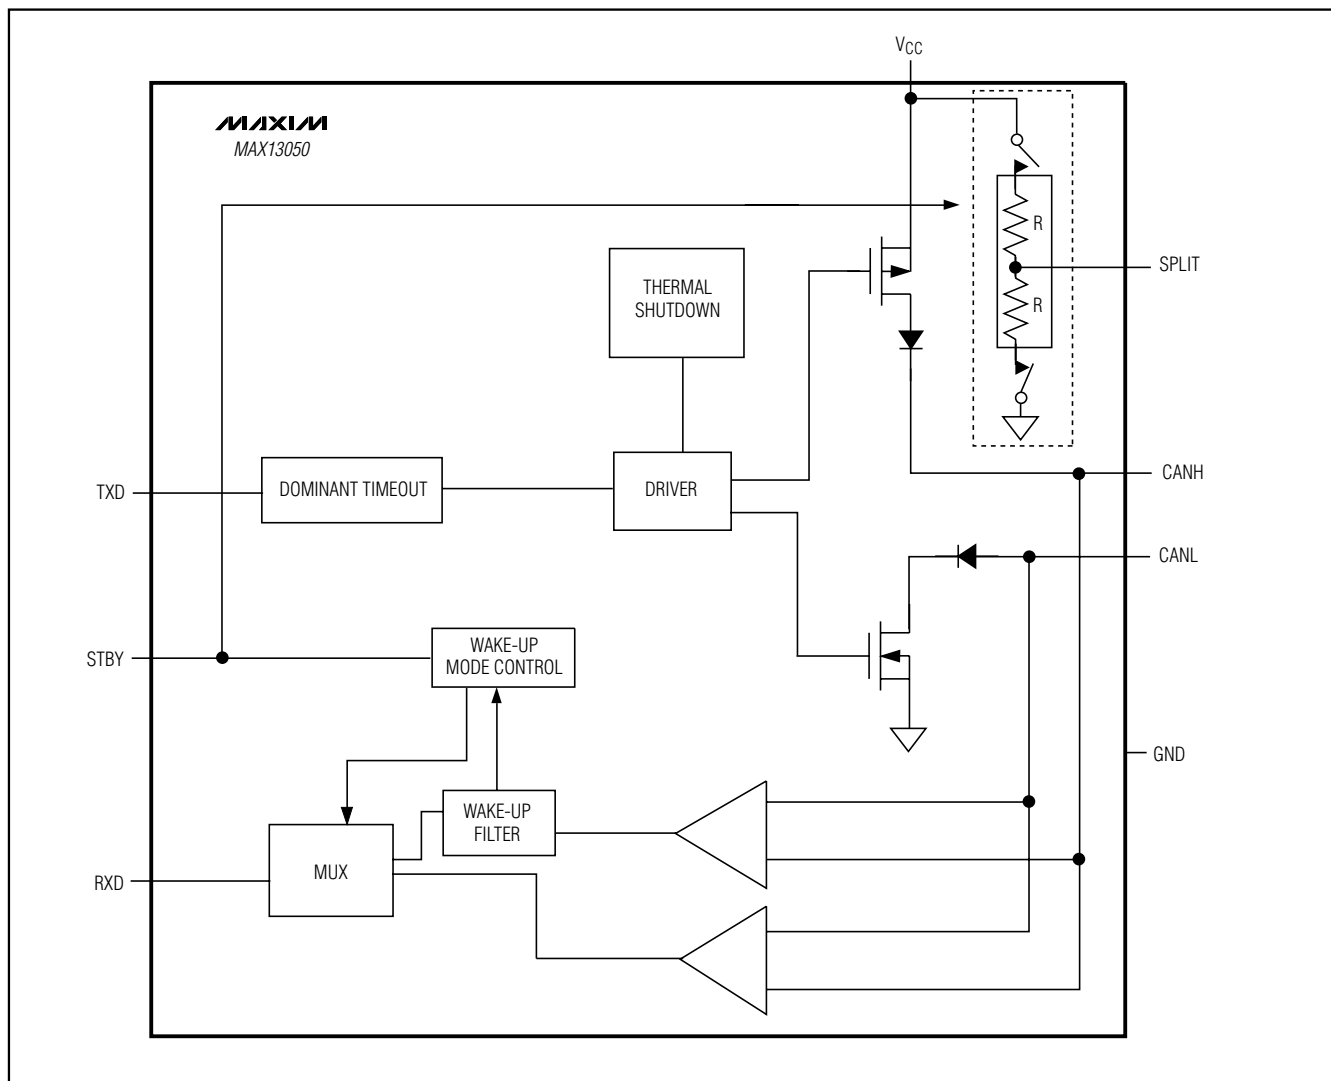 VCC
MAXIM
MAX13050
R
SPLIT
THERMAL
SHUTDOWN
R
CANH
TXD
DOMINANT TIMEOUT
DRIVER
CANL
STBY
WAKE-UP
MODE CONTROL
GND
WAKE-UP
FILTER
MUX
RXD